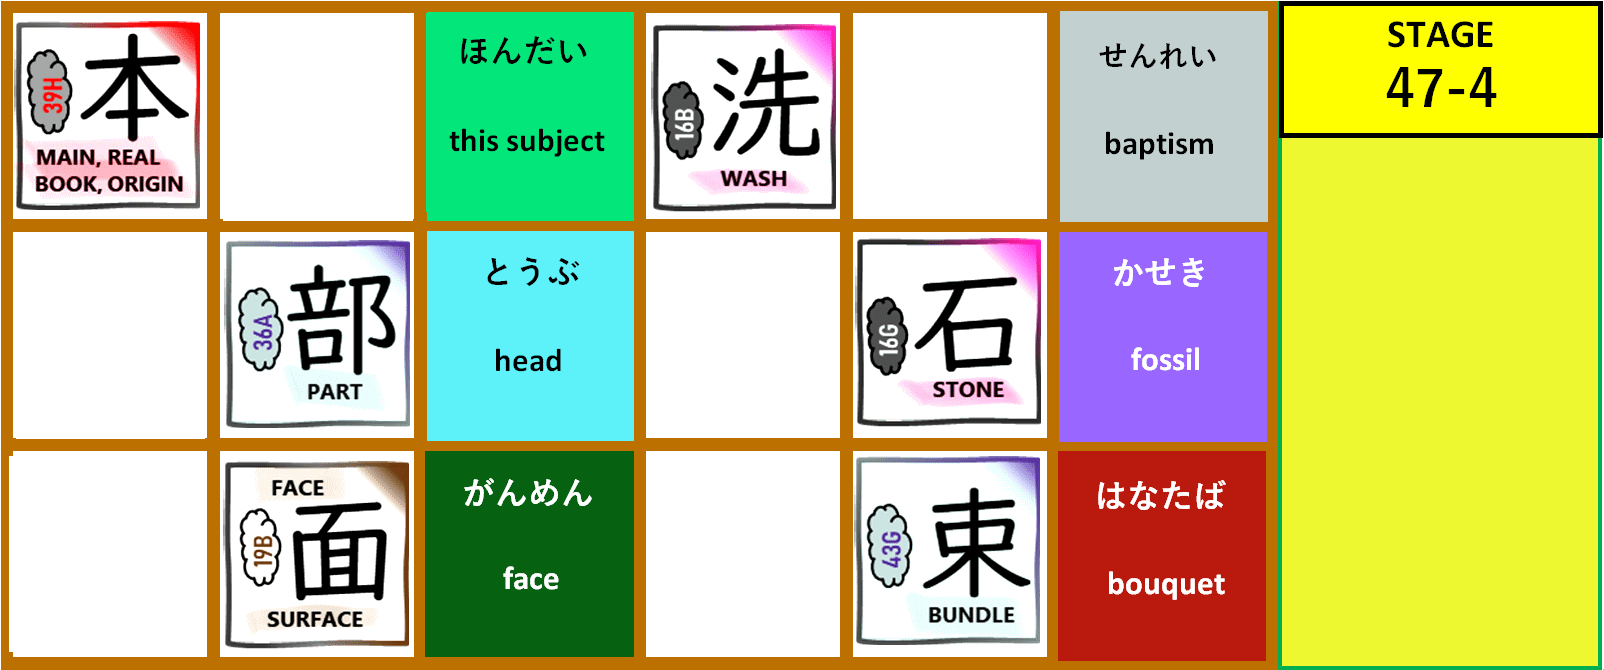 39H
本
MAIN, REAL
BOOK, ORIGIN
ほんだい
this subject
16B
洗
WASH
せんれい
baptism
STAGE
47-4
36A
部
PART
とうぶ
head
16G
石
STONE
かせき
fossil
FACE
19B
面
SURFACE
がんめん
face
43G
束
BUNDLE
はなたば
bouquet